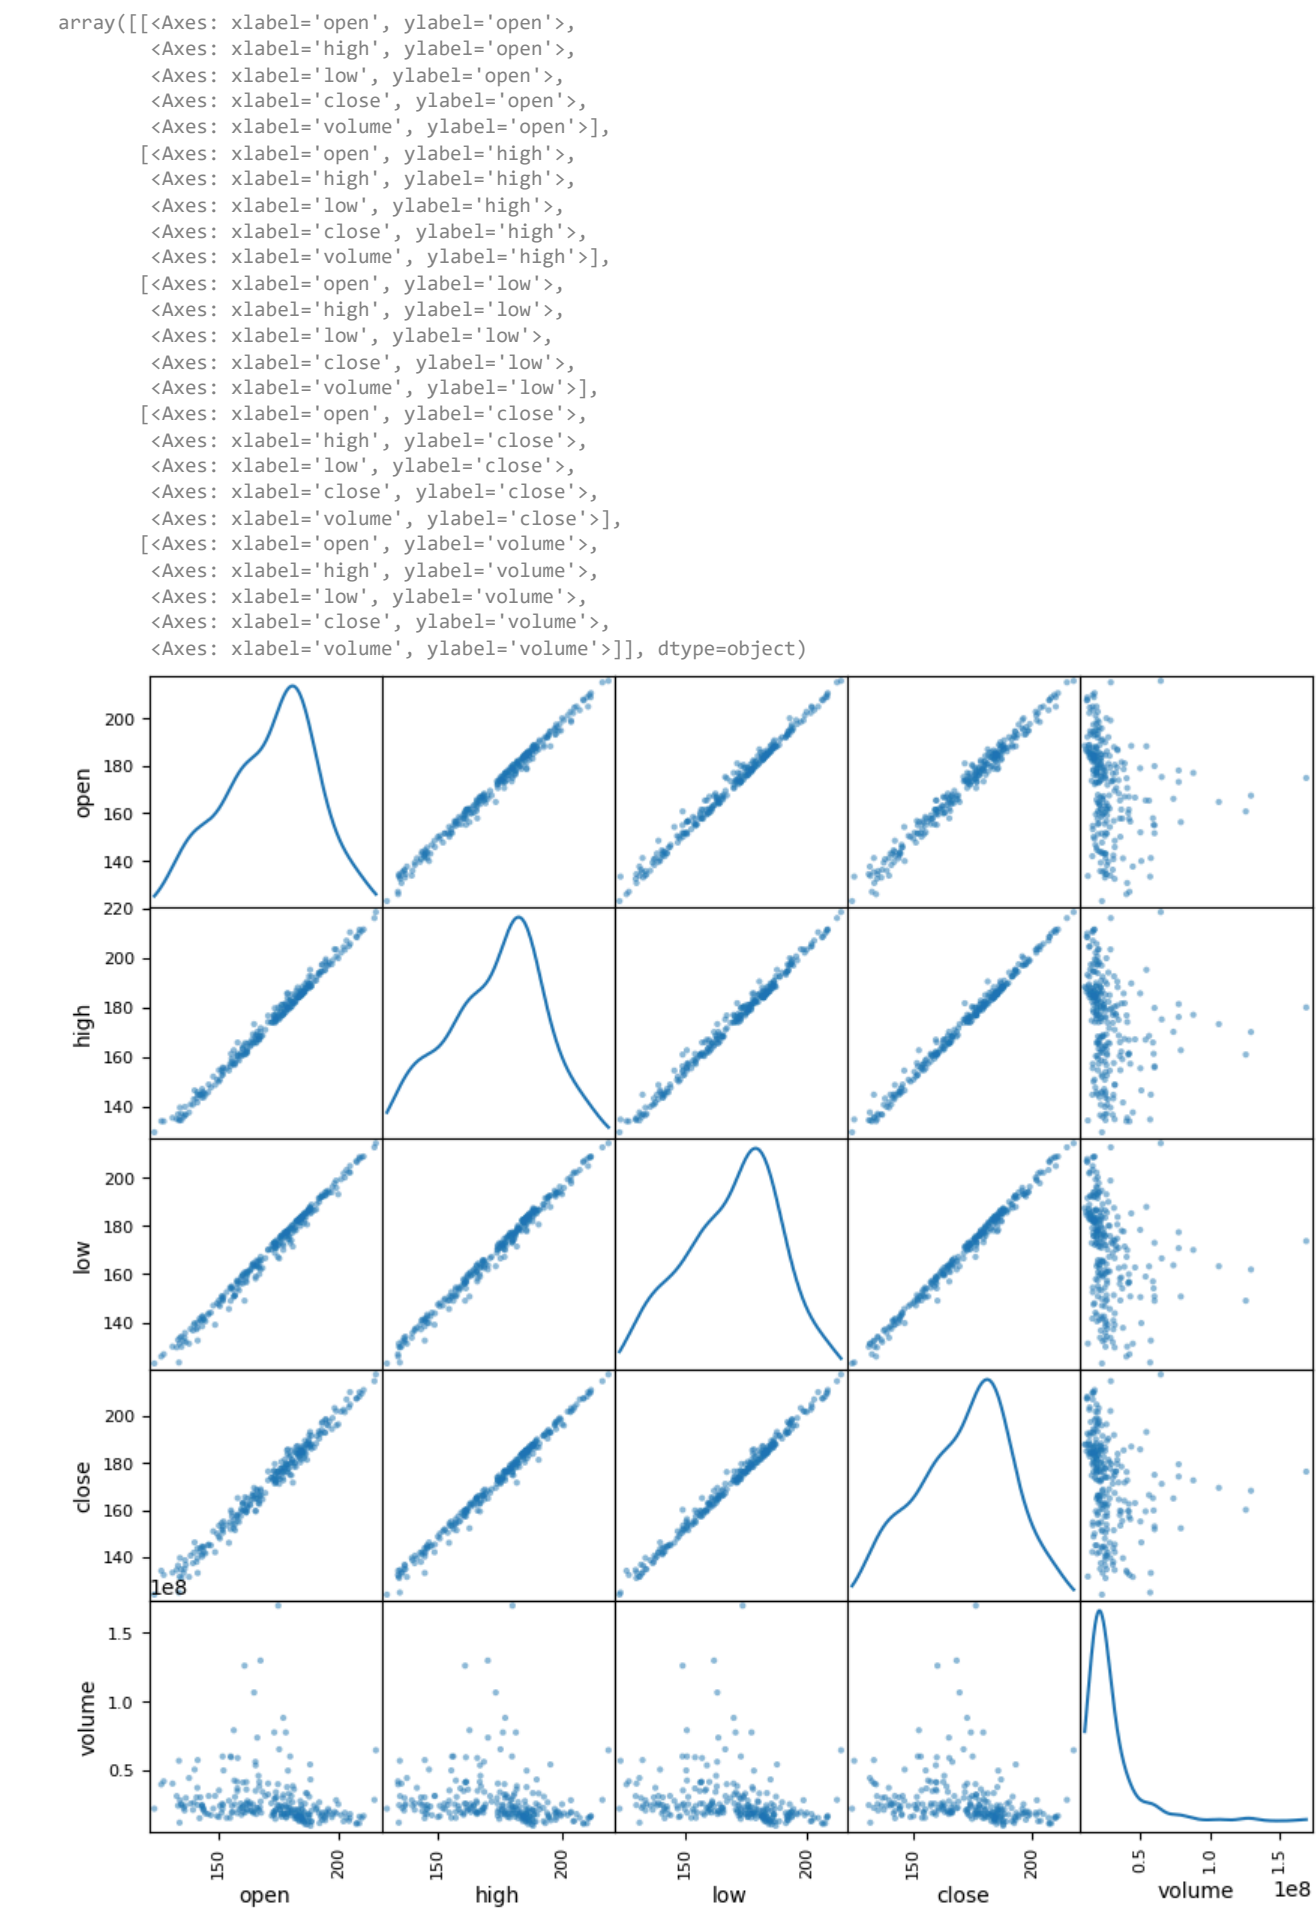 array([[<Axes: xlabel='open', ylabel='open'>,
<Axes: xlabel='high', ylabel='open'>,
<Axes: xlabel='low', ylabel='open'>,
<Axes: xlabel='close', ylabel='open'>,
<Axes: xlabel='volume', ylabel='open'>],
[<Axes: xlabel='open', ylabel='high'>,
<Axes: xlabel='high', ylabel='high'>,
<Axes: xlabel='low', ylabel='high'>,
<Axes: xlabel='close', ylabel='high'>,
<Axes: xlabel='volume', ylabel='high'>],
[<Axes: xlabel='open', ylabel='low'>,
<Axes: xlabel='high', ylabel='low'>,
<Axes: xlabel='low', ylabel='low'>,
<Axes: xlabel='close', ylabel='low'>,
<Axes: xlabel='volume', ylabel='low'>],
[<Axes: xlabel='open', ylabel='close'>,
<Axes: xlabel='high', ylabel='close'>,
<Axes: xlabel='low', ylabel='close'>,
<Axes: xlabel='close', ylabel='close'>,
<Axes: xlabel='volume', ylabel='close'>],
[<Axes: xlabel='open', ylabel='volume'>,
<Axes: xlabel='high', ylabel='volume'>,
<Axes: xlabel='low', ylabel='volume'>,
<Axes: xlabel='close', ylabel='volume'>,
<Axes: xlabel='volume', ylabel='volume'>]], dtype=object)
200
180
open
160
140
220
200
180
high
160
140
200
180
low
160
140
200
180
close
160
140
1e8
1.5
1.0
volume
0.5
150 200 150 200 150 200 150 200 0.5 1.0 1.5
open high low close volume 1e8